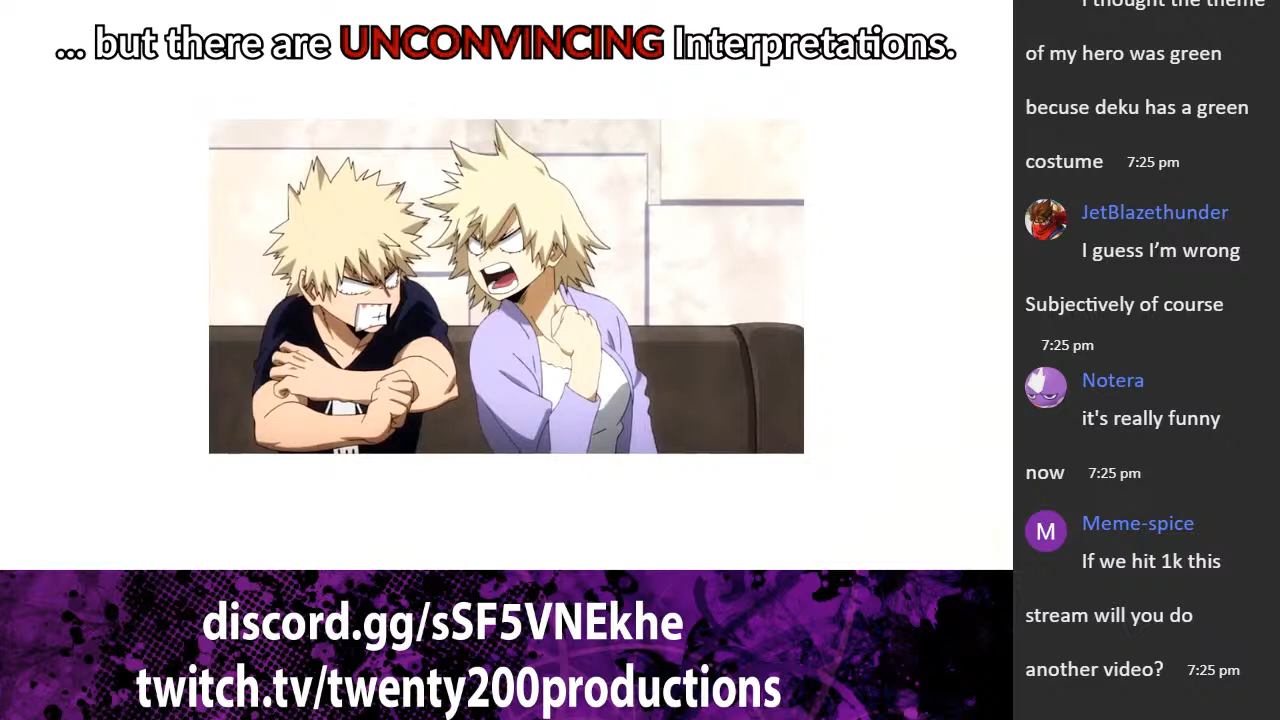 ... but there are UNCONVINCING Interpretations.
discord.gg/sSF5VNEkhe
twitch.tv/twenty200productions
I thought the theme
of my hero was green
becuse deku has a green
costume 7:25 pm
JetBlazethunder
I guess I’m wrong
Subjectively of course
7:25 pm
Notera
it's really funny
now 7:25 pm
M Meme-spice
If we hit 1k this
stream will you do
another video? 7:25 pm